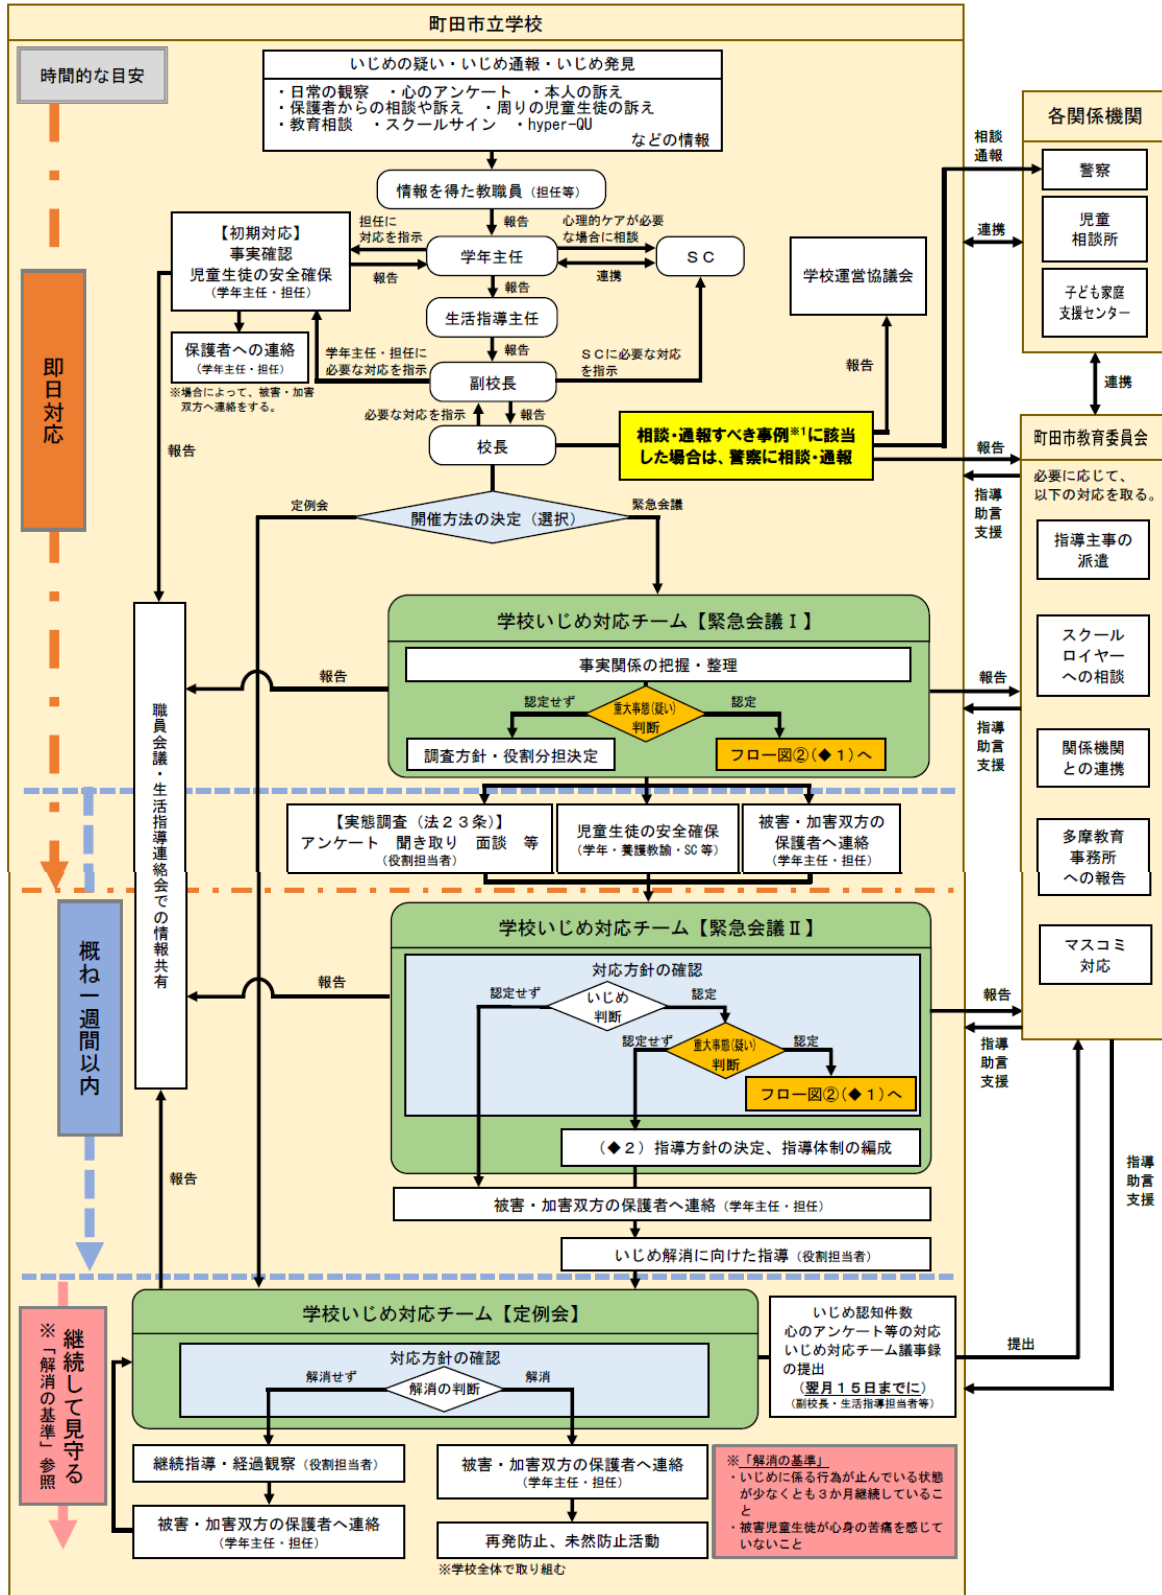 町田市立学校
時間的な目安
いじめの疑い・いじめ通報・いじめ発見
・日常の観察 ・心のアンケート ・本人の訴え
・保護者からの相談や訴え ・周りの児童生徒の訴え
・教育相談 ・スクールサイン ・hyper-QU
などの情報
情報を得た教職員（担任等）
報告
担任に
対応を指示
心理的ケアが必要
な場合に相談
【初期対応】
事実確認
児童生徒の安全確保
（学年主任・担任）
報告
学年主任
連携
ＳＣ
報告
生活指導主任
保護者への連絡
（学年主任・担任）
※場合によって、被害・加害
双方へ連絡をする。
学年主任・担任に
必要な対応を指示
報告
ＳＣに必要な対応
を指示
副校長
必要な対応を指示
報告
校長
相談・通報すべき事例※1に該当
した場合は、警察に相談・通報
学校運営協議会
報告
相談
通報
連携
各関係機関
警察
児童
相談所
子ども家庭
支援センター
連携
報告
指導
助言
支援
町田市教育委員会
必要に応じて、
以下の対応を取る。
指導主事の
派遣
スクール
ロイヤー
への相談
関係機関
との連携
多摩教育
事務所
への報告
マスコミ
対応
即日対応
報告
定例会
開催方法の決定（選択）
緊急会議
学校いじめ対応チーム【緊急会議Ⅰ】
事実関係の把握・整理
認定せず
重大事態(疑い)
判断
認定
調査方針・役割分担決定
フロー図②(◆１)へ
報告
報告
指導
助言
支援
職員会議・生活指導連絡会での情報共有
【実態調査（法２３条）】
アンケート 聞き取り 面談 等
（役割担当者）
児童生徒の安全確保
（学年・養護教諭・SC 等）
被害・加害双方の
保護者へ連絡
（学年主任・担任）
概ね一週間以内
学校いじめ対応チーム【緊急会議Ⅱ】
対応方針の確認
認定せず
いじめ
判断
認定
認定せず
重大事態(疑い)
判断
認定
フロー図②(◆１)へ
（◆２）指導方針の決定、指導体制の編成
報告
報告
指導
助言
支援
被害・加害双方の保護者へ連絡（学年主任・担任）
いじめ解消に向けた指導（役割担当者）
報告
指導
助言
支援
継続して見守る
※「解消の基準」参照
学校いじめ対応チーム【定例会】
対応方針の確認
解消せず
解消の判断
解消
いじめ認知件数
心のアンケート等の対応
いじめ対応チーム議事録
の提出
（翌月１５日までに）
（副校長・生活指導担当者等）
提出
継続指導・経過観察（役割担当者）
被害・加害双方の保護者へ連絡
（学年主任・担任）
被害・加害双方の保護者へ連絡
（学年主任・担任）
再発防止、未然防止活動
※学校全体で取り組む
※「解消の基準」
・いじめに係る行為が止んでいる状態
が少なくとも３か月継続しているこ
と
・被害児童生徒が心身の苦痛を感じて
いないこと